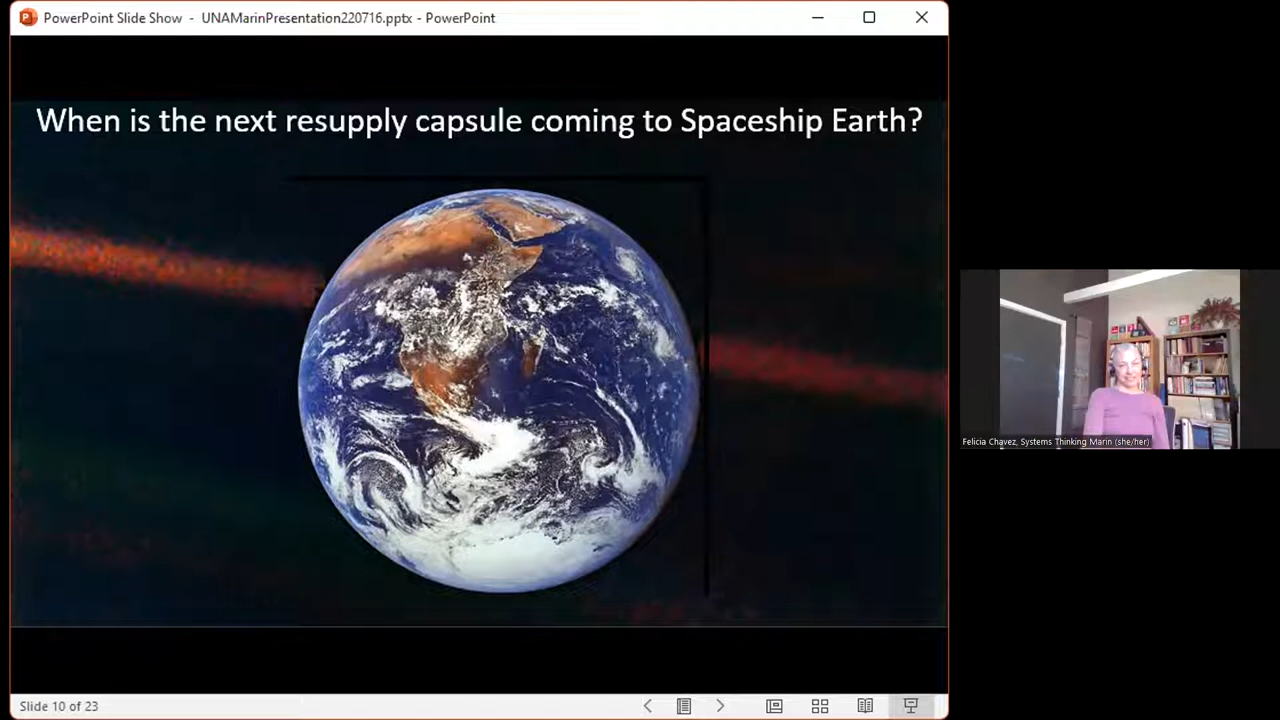 PowerPoint Slide Show - UNAMarinPresentation220716.pptx - PowerPoint
When is the next resupply capsule coming to Spaceship Earth?
Felicia Chavez, Systems Thinking Marin (she/her)
Slide 10 of 23